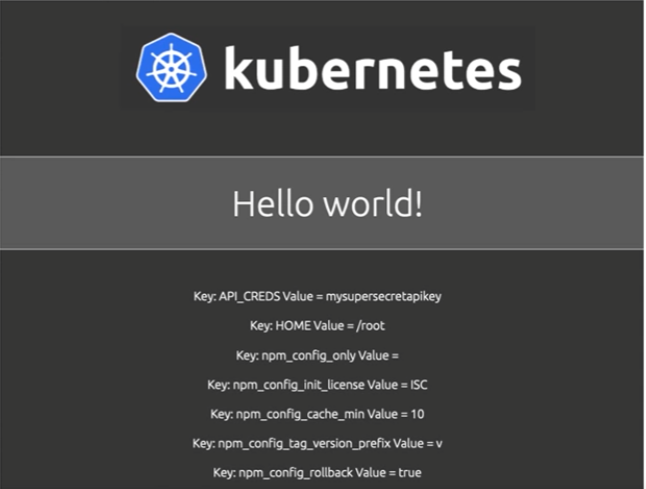 kubernetes
Hello world!
Key: API_CREDS Value = mysupersecretapikey
Key: HOME Value = /root
Key: npm_config_only Value =
Key: npm_config_init_license Value = ISC
Key: npm_config_cache_min Value = 10
Key: npm_config_tag_version_prefix Value = v
Key: npm_config_rollback Value = true